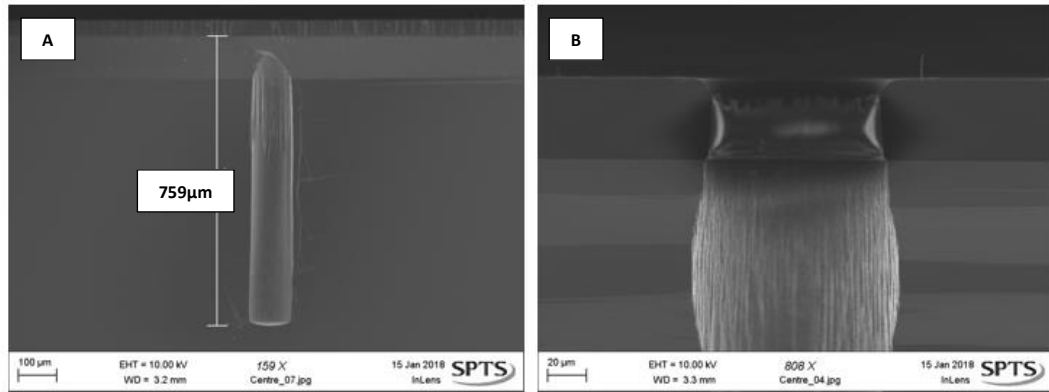 A
759µm
100 µm
EHT = 10.00 kV
WD = 3.2 mm
159 X
Centre_07.jpg
15 Jan 2018
InLens
SPTS
B
20 µm
EHT = 10.00 kV
WD = 3.3 mm
808 X
Centre_04.jpg
15 Jan 2018
InLens
SPTS